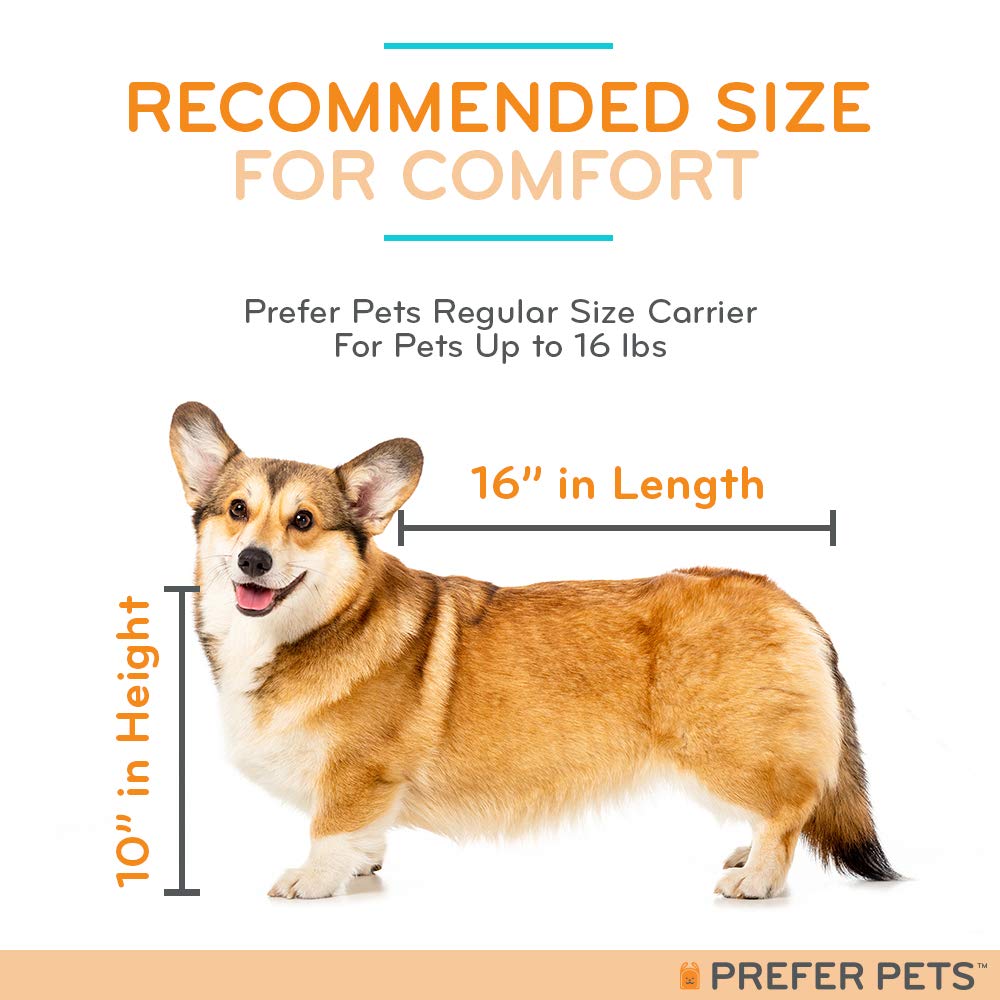 RECOMMENDED SIZE
FOR COMFORT
Prefer Pets Regular Size Carrier
For Pets Up to 16 lbs
16” in Length
10” in Height
PREFER PETS™